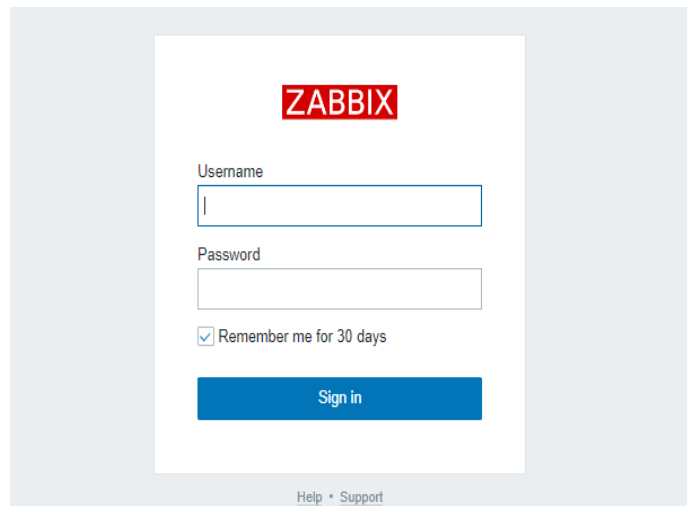 ZABBIX
Username
Password
Remember me for 30 days
Sign in
Help • Support